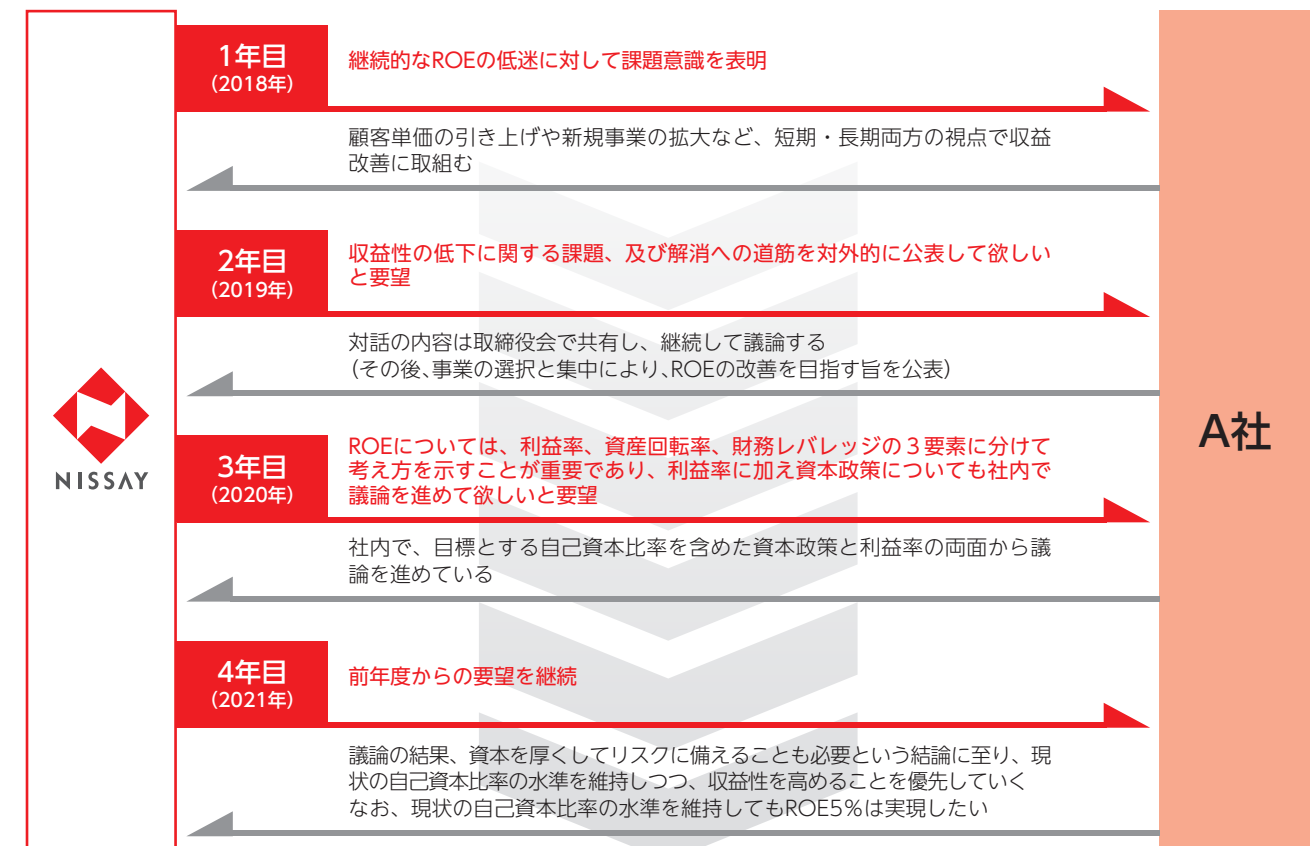 1年目
(2018年)
継続的なROEの低迷に対して課題意識を表明
顧客単価の引き上げや新規事業の拡大など、短期・長期両方の視点で収益
改善に取組む
2年目
(2019年)
収益性の低下に関する課題、及び解消への道筋を対外的に公表して欲しい
と要望
対話の内容は取締役会で共有し、継続して議論する
(その後、事業の選択と集中により、ROEの改善を目指す旨を公表)
NISSAY
A社
3年目
(2020年)
ROEについては、利益率、資産回転率、財務レバレッジの3要素に分けて
考え方を示すことが重要であり、利益率に加え資本政策についても社内で
議論を進めて欲しいと要望
社内で、目標とする自己資本比率を含めた資本政策と利益率の両面から議
論を進めている
4年目
(2021年)
前年度からの要望を継続
議論の結果、資本を厚くしてリスクに備えることも必要という結論に至り、現
状の自己資本比率の水準を維持しつつ、収益性を高めることを優先していく
なお、現状の自己資本比率の水準を維持してもROE5%は実現したい